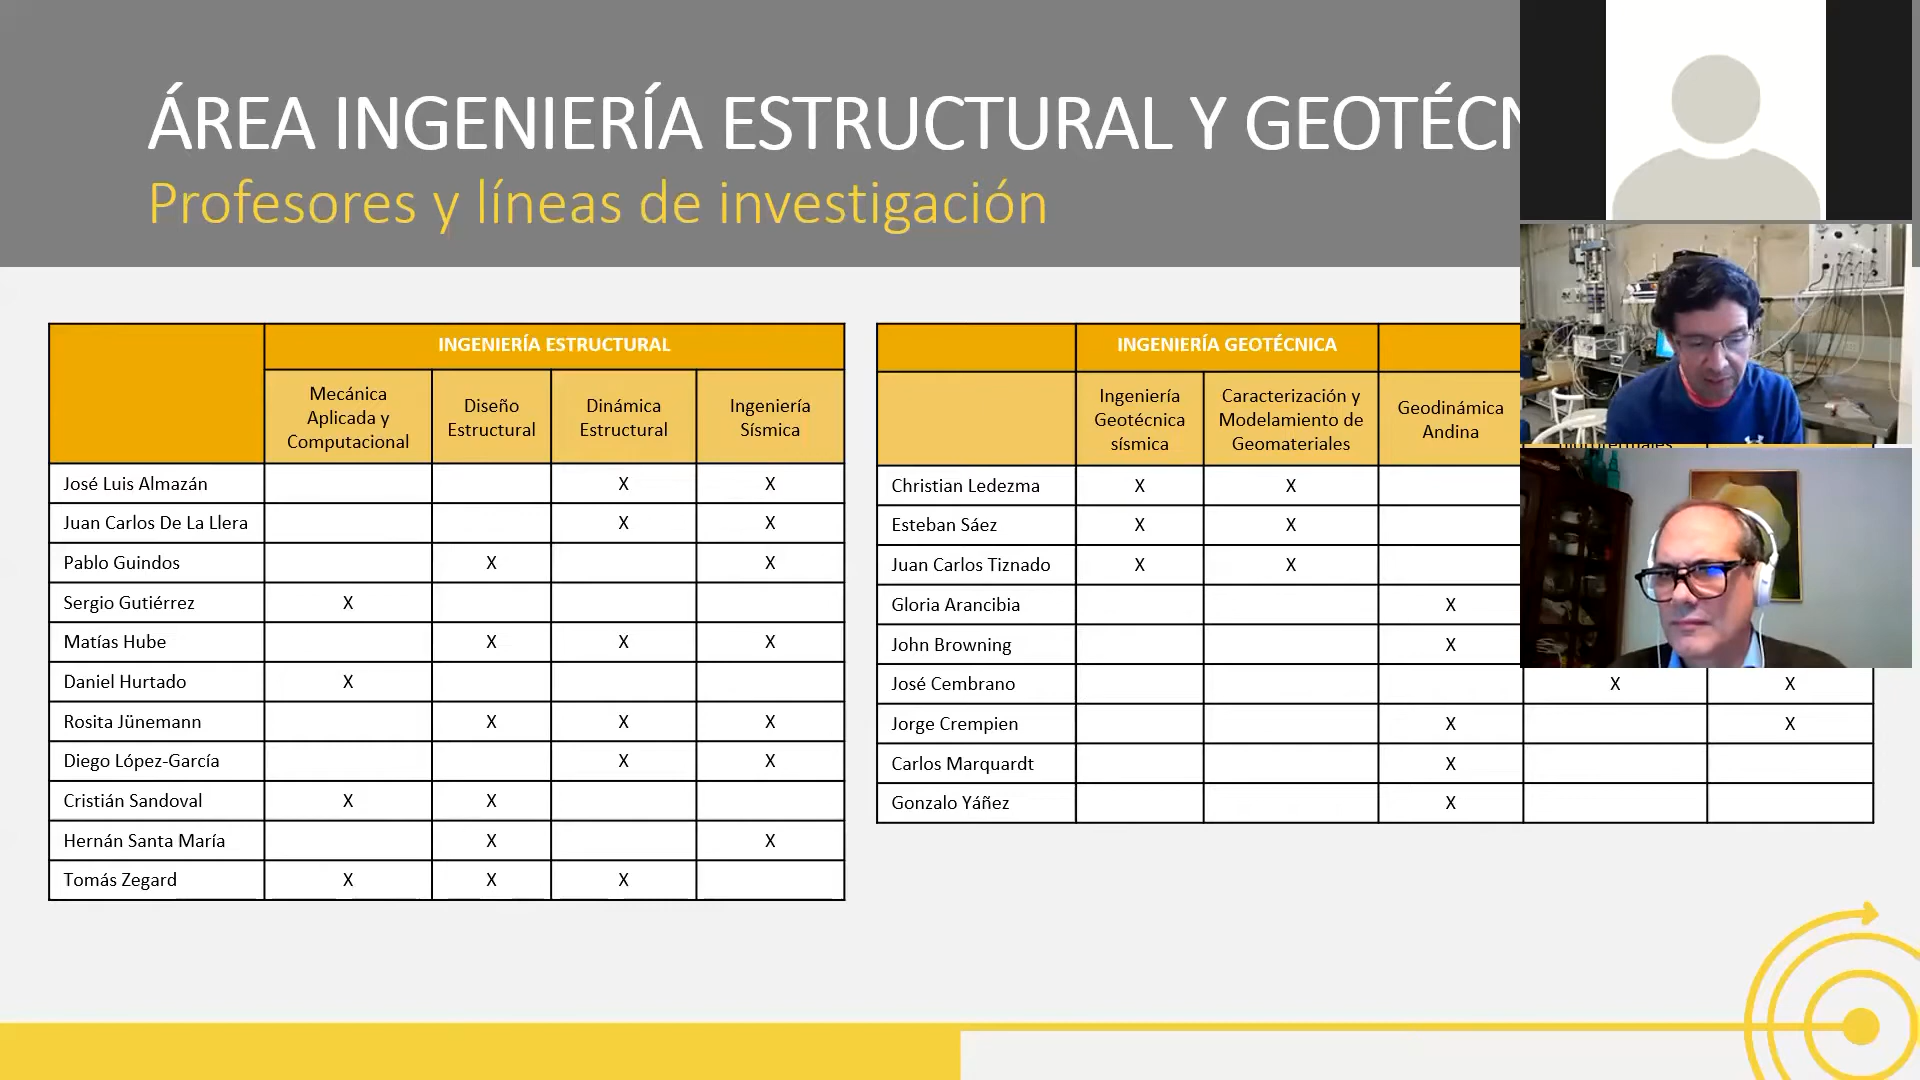 ÁREA INGENIERÍA ESTRUCTURAL Y
Profesores y líneas de investigación
INGENIERÍA ESTRUCTURAL
Mecánica Aplicada y Computacional Diseño Estructural Dinámica Estructural Ingeniería Sísmica
José Luis Almazán X X
Juan Carlos De La Llera X X
Pablo Guindos X X
Sergio Gutiérrez X
Matías Hube X X X
Daniel Hurtado X
Rosita Jünemann X X X
Diego López-García X X
Cristián Sandoval X X
Hernán Santa María X X
Tomás Zegard X X X
INGENIERÍA GEOTÉCNICA
Ingeniería Geotécnica sísmica Caracterización y Modelamiento de Geomateriales Geodinámica Andina
Christian Ledezma X X
Esteban Sáez X X
Juan Carlos Tiznado X X
Gloria Arancibia X
John Browning X
José Cembrano X X
Jorge Crempien X X
Carlos Marquardt X
Gonzalo Yáñez X